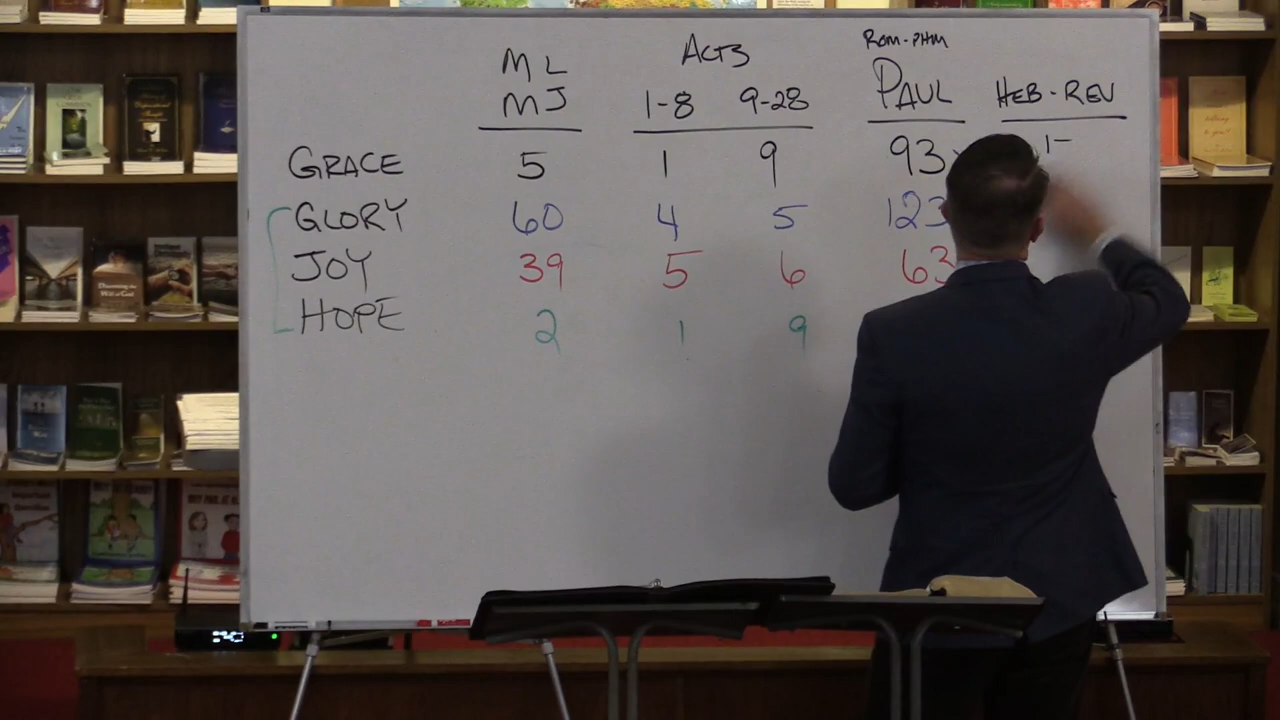 M L
MJ
ACTS
1-8 9-28
ROM-PHM
PAUL
HEB-REV
GRACE 5 1 9 93
GLORY 60 4 5 123
JOY 39 5 6 63
HOPE 2 1 9